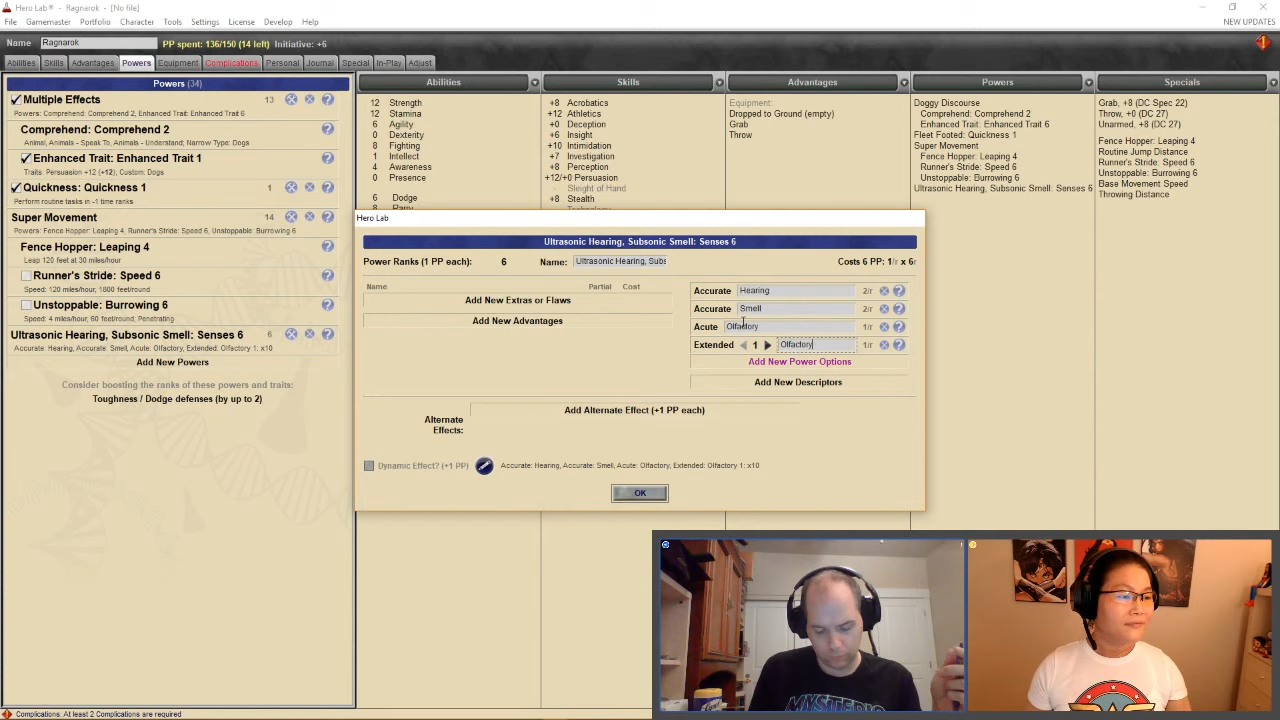 Hero Lab® - Ragnarok - [No file]
File Gamemaster Portfolio Character Tools Settings License Develop Help NEW UPDATES
Name Ragnarok PP spent: 136/150 (14 left) Initiative: +6
Abilities Skills Advantages Powers Equipment Complications Personal Journal Special In-Play Adjust
Powers (34)
Multiple Effects 13
Powers: Comprehend: Comprehend 2, Enhanced Trait: Enhanced Trait 6
Comprehend: Comprehend 2
Animal, Animals - Speak To, Animals - Understand; Narrow Type: Dogs
Enhanced Trait: Enhanced Trait 1
Traits: Persuasion +12 (+12); Custom: Dogs
Quickness: Quickness 1 1
Perform routine tasks in -1 time ranks
Super Movement 14
Powers: Fence Hopper: Leaping 4, Runner's Stride: Speed 6, Unstoppable: Burrowing 6
Fence Hopper: Leaping 4
Leap 120 feet at 30 miles/hour
Runner's Stride: Speed 6
Speed: 120 miles/hour, 1800 feet/round
Unstoppable: Burrowing 6
Speed: 4 miles/hour, 60 feet/round; Penetrating
Ultrasonic Hearing, Subsonic Smell: Senses 6 6
Accurate: Hearing, Accurate: Smell, Acute: Olfactory, Extended: Olfactory 1: x10
Add New Powers
Consider boosting the ranks of these powers and traits:
Toughness / Dodge defenses (by up to 2)
Abilities
12 Strength
12 Stamina
6 Agility
0 Dexterity
8 Fighting
1 Intellect
4 Awareness
0 Presence
6 Dodge
Skills
+8 Acrobatics
+12 Athletics
+0 Deception
+6 Insight
+10 Intimidation
+7 Investigation
+8 Perception
+12/+0 Persuasion
- Sleight of Hand
+8 Stealth
Advantages
Equipment:
Dropped to Ground (empty)
Grab
Throw
Powers
Doggy Discourse
Comprehend: Comprehend 2
Enhanced Trait: Enhanced Trait 6
Fleet Footed: Quickness 1
Super Movement
Fence Hopper: Leaping 4
Runner's Stride: Speed 6
Unstoppable: Burrowing 6
Ultrasonic Hearing, Subsonic Smell: Senses 6
Specials
Grab, +8 (DC Spec 22)
Throw, +0 (DC 27)
Unarmed, +8 (DC 27)
Fence Hopper: Leaping 4
Routine Jump Distance
Runner's Stride: Speed 6
Unstoppable: Burrowing 6
Base Movement Speed
Throwing Distance
Hero Lab
Ultrasonic Hearing, Subsonic Smell: Senses 6
Power Ranks (1 PP each): 6 Name: Ultrasonic Hearing, Subs Costs 6 PP: 1/r x 6r
Name Partial Cost
Add New Extras or Flaws
Add New Advantages
Accurate Hearing 2/r
Accurate Smell 2/r
Acute Olfactory 1/r
Extended 1 Olfactory 1/r
Add New Power Options
Add New Descriptors
Add Alternate Effect (+1 PP each)
Alternate
Effects:
Dynamic Effect? (+1 PP) Accurate: Hearing, Accurate: Smell, Acute: Olfactory, Extended: Olfactory 1: x10
OK
Complications: At least 2 Complications are required